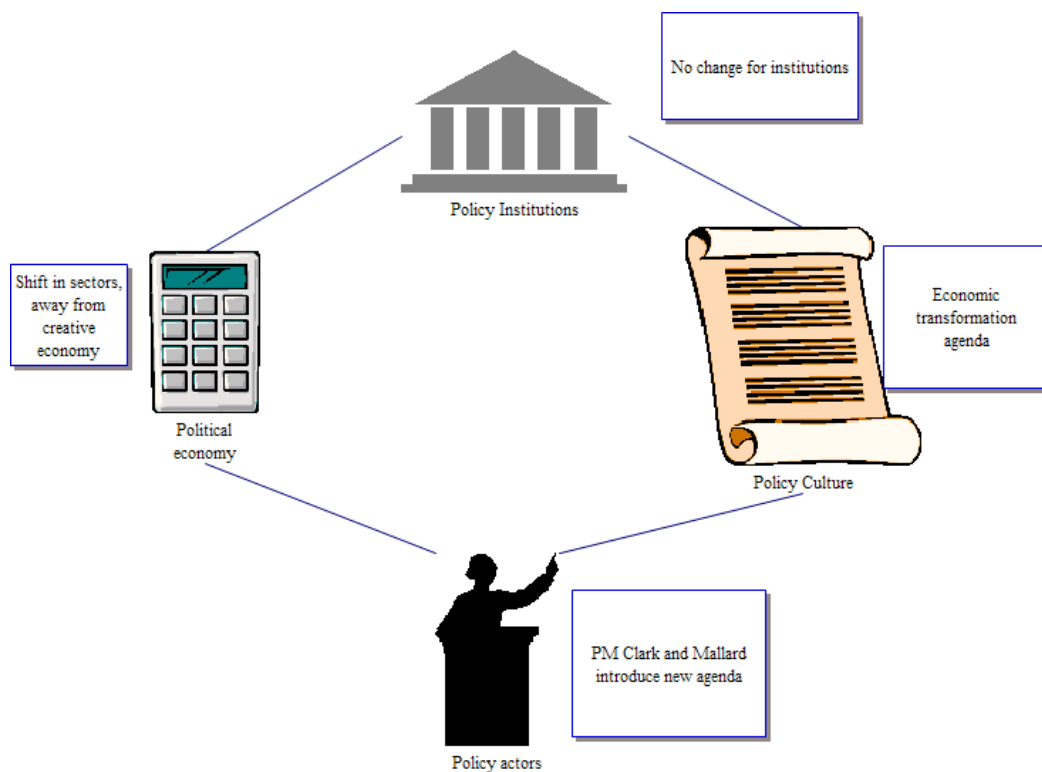 No change for institutions
Policy Institutions
Shift in sectors,
away from
creative
economy
Economic
transformation
agenda
Political
economy
Policy Culture
PM Clark and Mallard
introduce new agenda
Policy actors